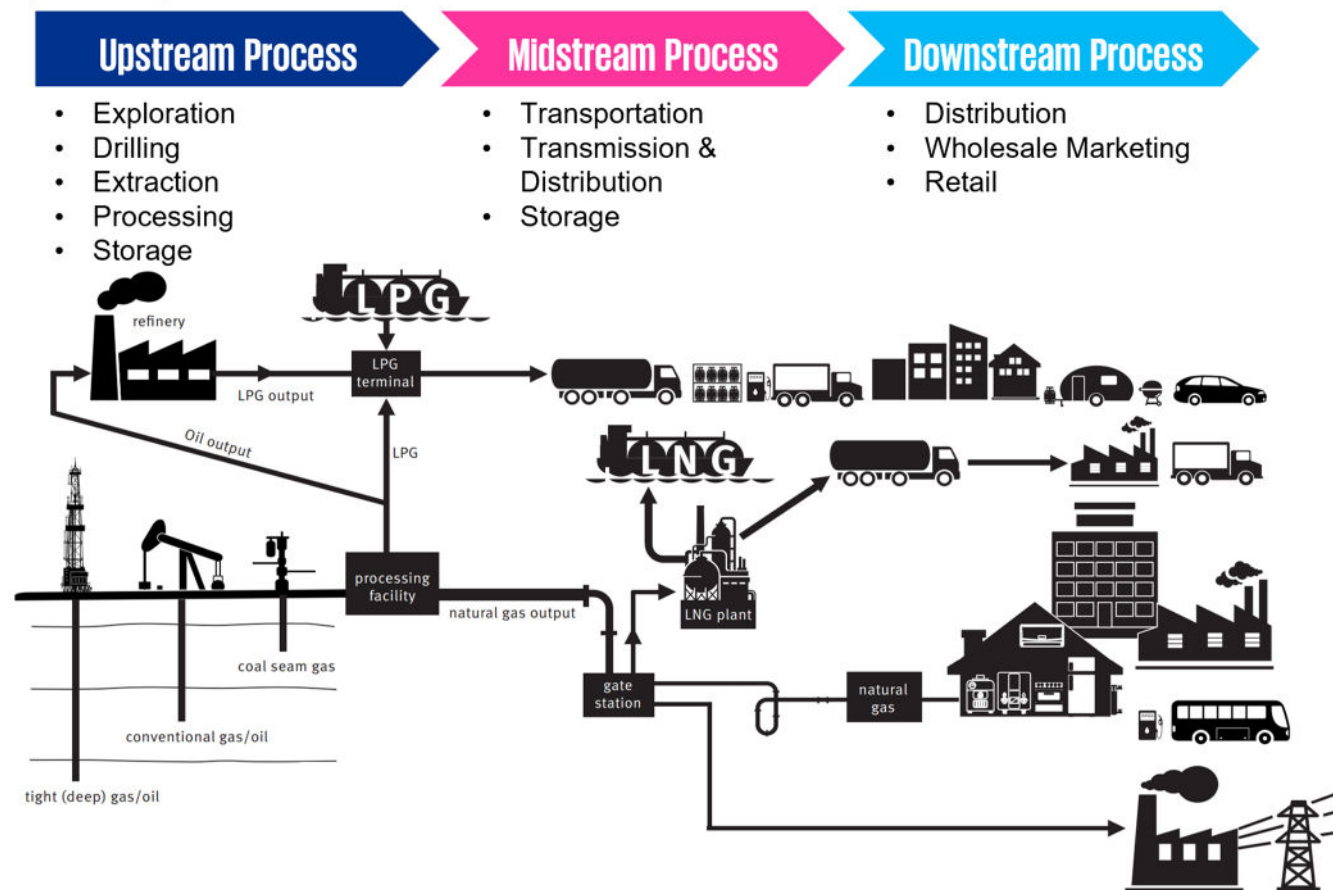 Upstream Process
Midstream Process
Downstream Process
• Exploration
• Drilling
• Extraction
• Processing
• Storage
• Transportation
• Transmission &
Distribution
• Storage
• Distribution
• Wholesale Marketing
• Retail
LPG
refinery
LPG
terminal
LPG output
Oil output
LPG
LNG
processing
facility
natural gas output
LNG plant
coal seam gas
gate
station
natural
gas
conventional gas/oil
tight (deep) gas/oil